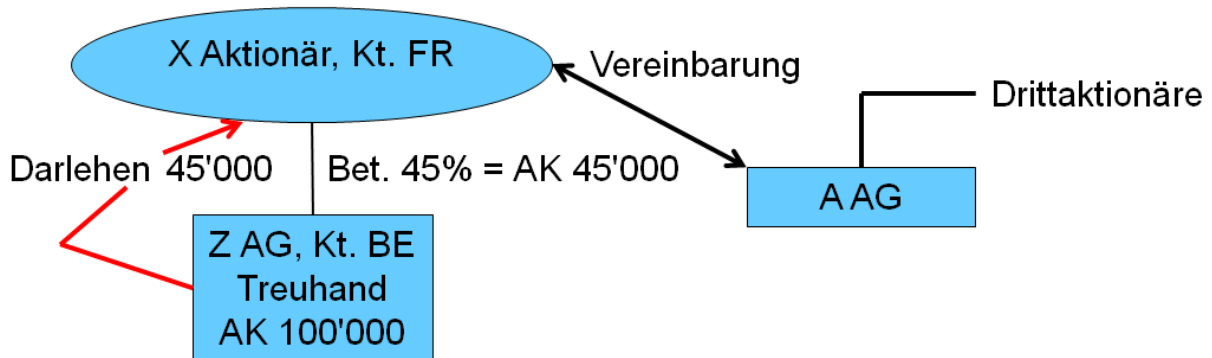 X Aktionär, Kt. FR
Vereinbarung
Drittaktionäre
Darlehen 45'000
Bet. 45% = AK 45'000
A AG
Z AG, Kt. BE
Treuhand
AK 100'000